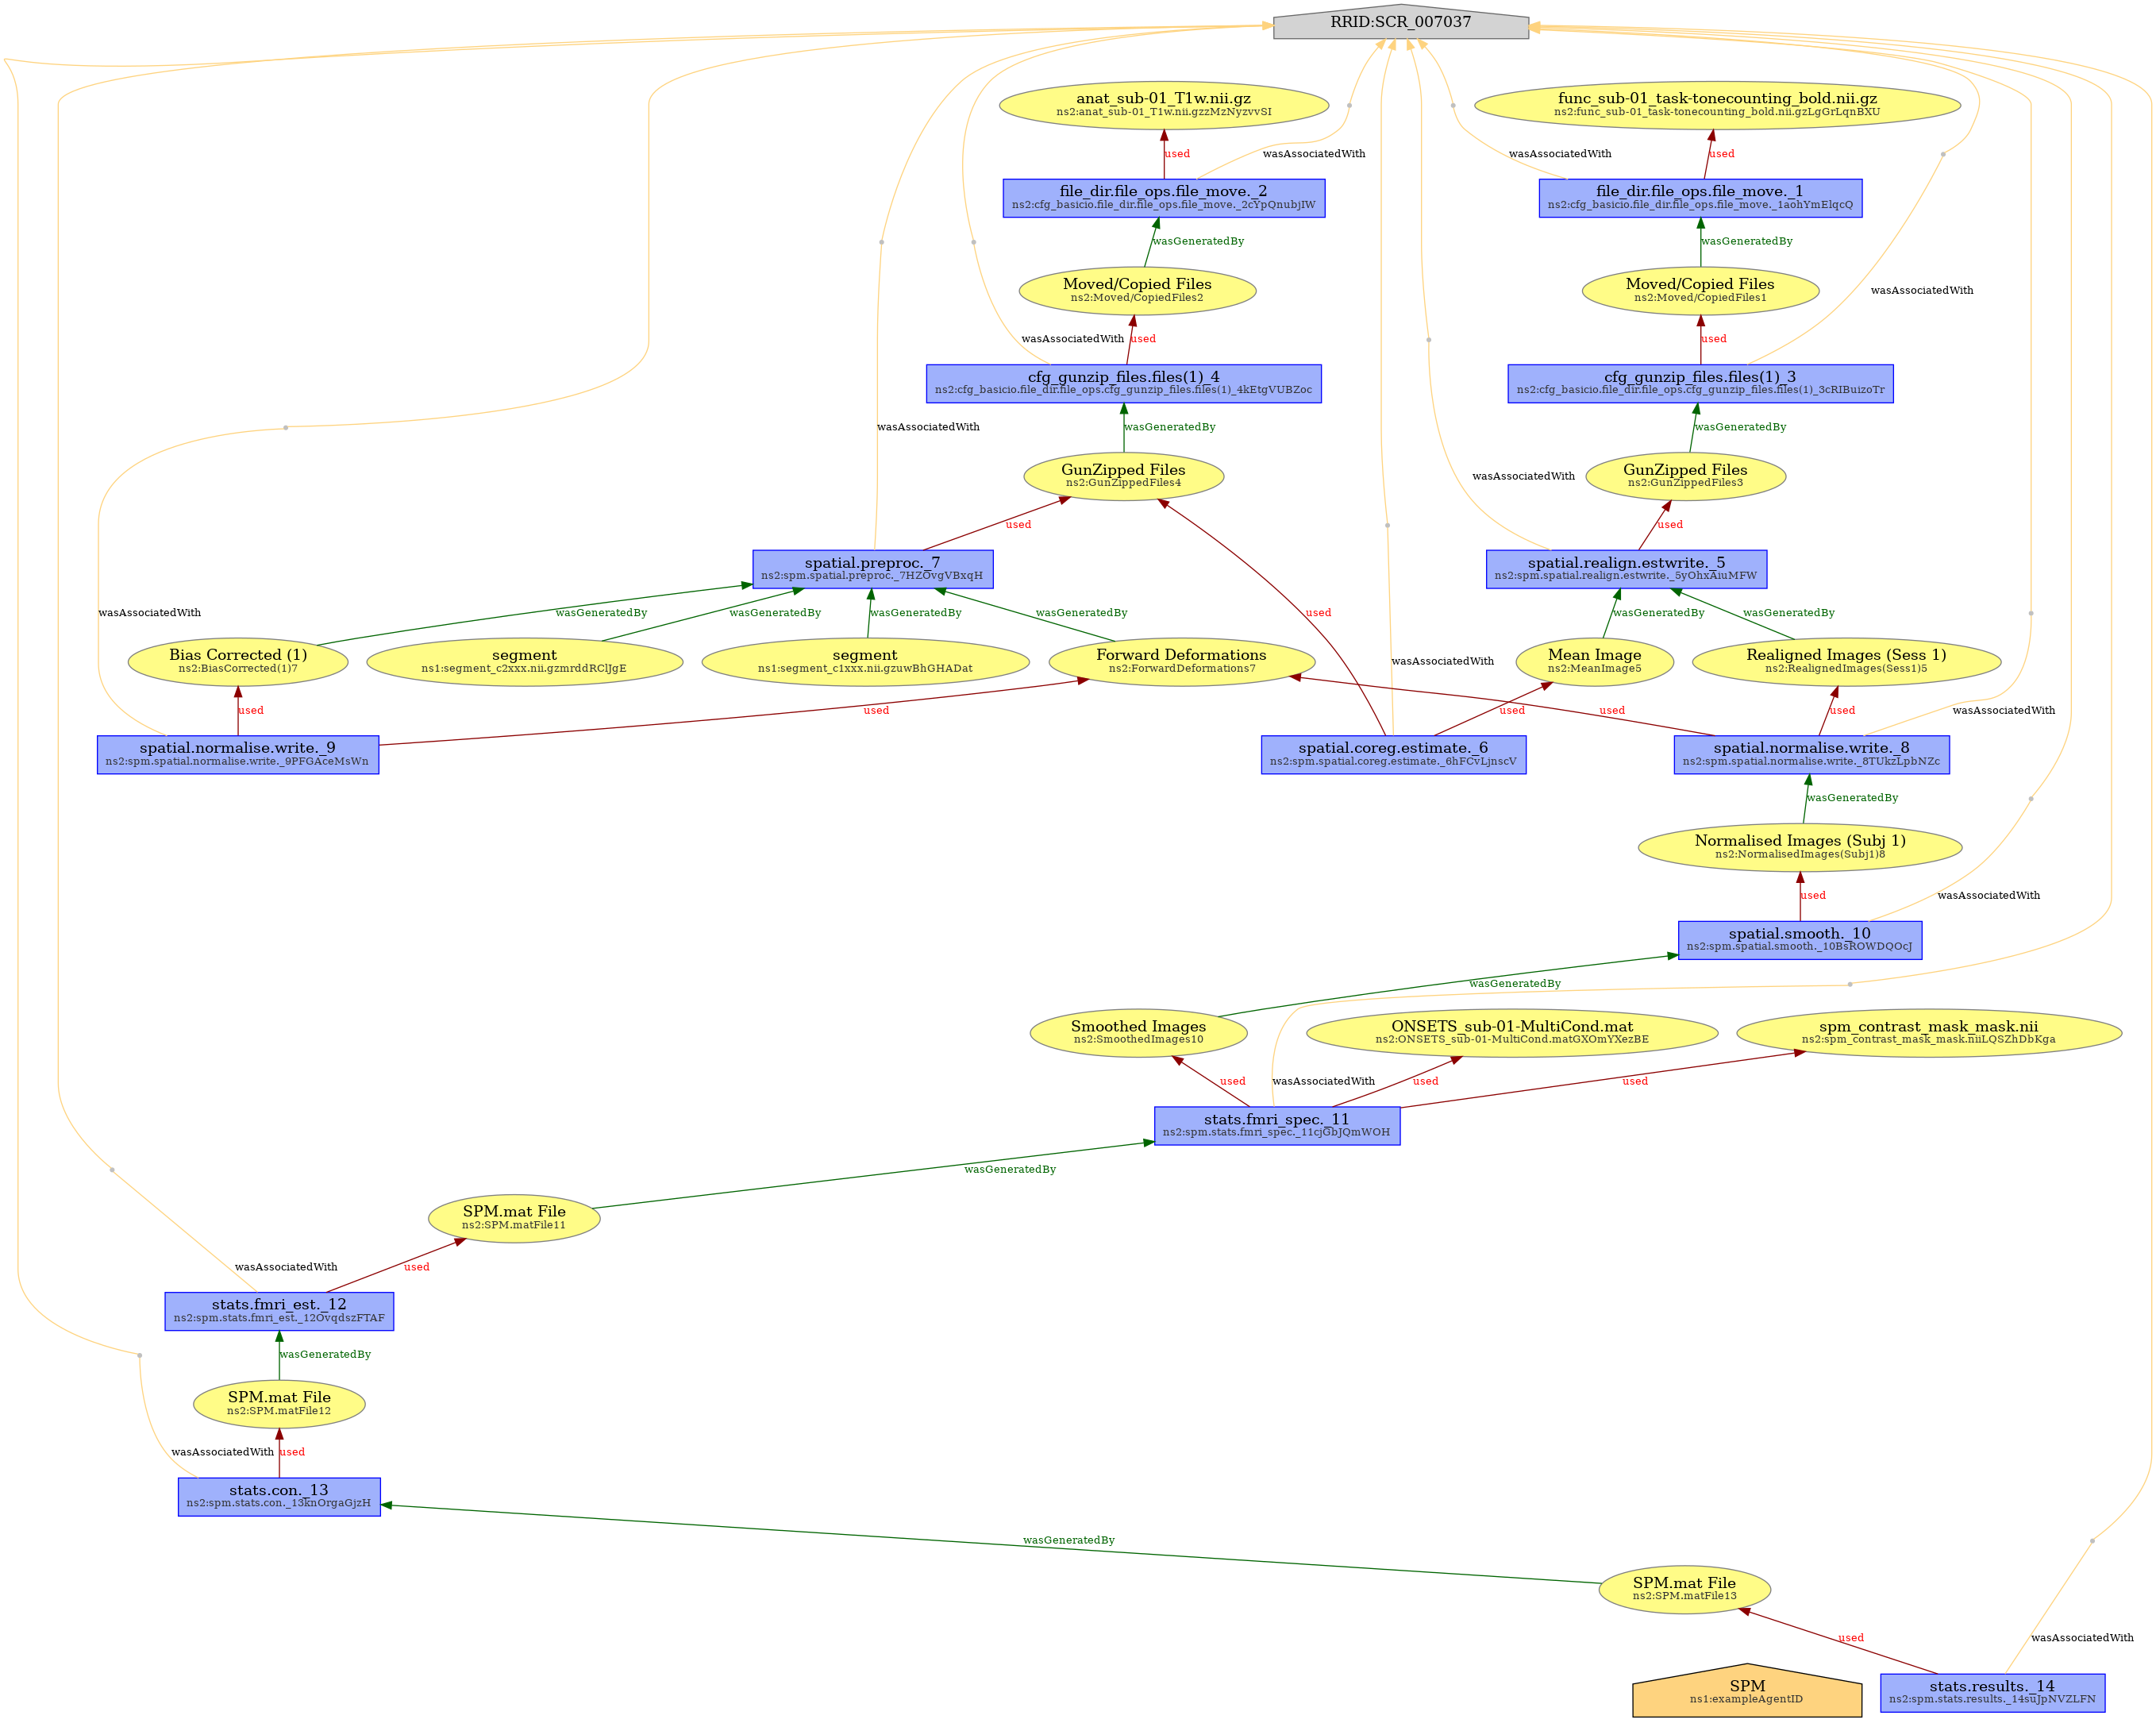 RRID:SCR_007037
anat_sub-01_T1w.nii.gz
ns2:anat_sub-01_T1w.nii.gzzMzNyzvvSI
func_sub-01_task-tonecounting_bold.nii.gz
ns2:func_sub-01_task-tonecounting_bold.nii.gzLgGrLqnBXU
used
wasAssociatedWith
wasAssociatedWith
used
file_dir.file_ops.file_move._2
ns2:cfg_basicio.file_dir.file_ops.file_move._2cYpQnubjIW
file_dir.file_ops.file_move._1
ns2:cfg_basicio.file_dir.file_ops.file_move._1aohYmElqcQ
wasGeneratedBy
wasGeneratedBy
Moved/Copied Files
ns2:Moved/CopiedFiles2
Moved/Copied Files
ns2:Moved/CopiedFiles1
wasAssociatedWith
wasAssociatedWith
used
used
cfg_gunzip_files.files(1)_4
ns2:cfg_basicio.file_dir.file_ops.cfg_gunzip_files.files(1)_4kEtgVUBZoc
cfg_gunzip_files.files(1)_3
ns2:cfg_basicio.file_dir.file_ops.cfg_gunzip_files.files(1)_3cRIBuizoTr
wasAssociatedWith
wasGeneratedBy
wasGeneratedBy
GunZipped Files
ns2:GunZippedFiles4
wasAssociatedWith
GunZipped Files
ns2:GunZippedFiles3
used
used
spatial.preproc._7
ns2:spm.spatial.preproc._7HZOvgVBxqH
spatial.realign.estwrite._5
ns2:spm.spatial.realign.estwrite._5yOhxAiuMFW
wasAssociatedWith
wasGeneratedBy
wasGeneratedBy
wasGeneratedBy
wasGeneratedBy
used
wasGeneratedBy
wasGeneratedBy
Bias Corrected (1)
ns2:BiasCorrected(1)7
segment
ns1:segment_c2xxx.nii.gzmrddRClJgE
segment
ns1:segment_c1xxx.nii.gzuwBhGHADat
Forward Deformations
ns2:ForwardDeformations7
wasAssociatedWith
Mean Image
ns2:MeanImage5
Realigned Images (Sess 1)
ns2:RealignedImages(Sess1)5
used
used
used
used
used
wasAssociatedWith
spatial.normalise.write._9
ns2:spm.spatial.normalise.write._9PFGAceMsWn
spatial.coreg.estimate._6
ns2:spm.spatial.coreg.estimate._6hFCvLjnscV
spatial.normalise.write._8
ns2:spm.spatial.normalise.write._8TUkzLpbNZc
wasGeneratedBy
Normalised Images (Subj 1)
ns2:NormalisedImages(Subj1)8
used
wasAssociatedWith
spatial.smooth._10
ns2:spm.spatial.smooth._10BsROWDQOcJ
wasGeneratedBy
Smoothed Images
ns2:SmoothedImages10
ONSETS_sub-01-MultiCond.mat
ns2:ONSETS_sub-01-MultiCond.matGXOmYXezBE
spm_contrast_mask_mask.nii
ns2:spm_contrast_mask_mask.niiLQSZhDbKga
used
wasAssociatedWith
used
used
stats.fmri_spec._11
ns2:spm.stats.fmri_spec._11cjGbJQmWOH
wasGeneratedBy
SPM.mat File
ns2:SPM.matFile11
wasAssociatedWith
used
stats.fmri_est._12
ns2:spm.stats.fmri_est._12OvqdszFTAF
wasGeneratedBy
SPM.mat File
ns2:SPM.matFile12
wasAssociatedWith
used
stats.con._13
ns2:spm.stats.con._13knOrgaGjzH
wasGeneratedBy
SPM.mat File
ns2:SPM.matFile13
used
wasAssociatedWith
SPM
ns1:exampleAgentID
stats.results._14
ns2:spm.stats.results._14suJpNVZLFN